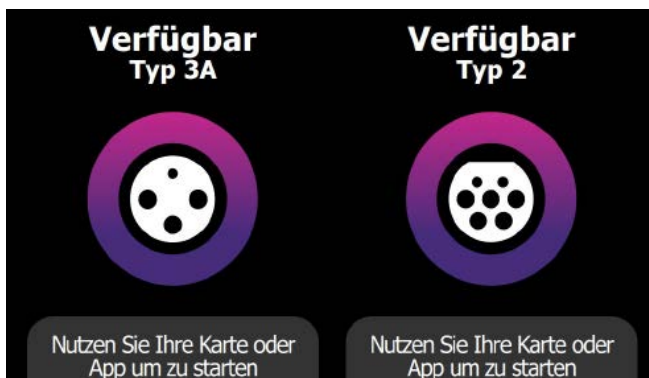 Verfügbar
Typ 3A
Nutzen Sie Ihre Karte oder
App um zu starten
Verfügbar
Typ 2
Nutzen Sie Ihre Karte oder
App um zu starten